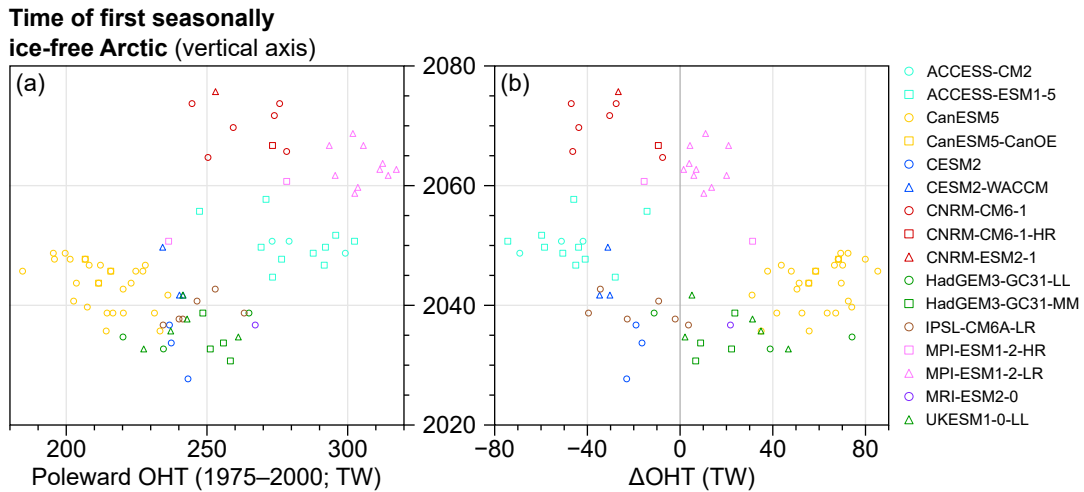 Time of first seasonally
ice-free Arctic (vertical axis)
(a)
(b)
2080
2060
2040
2020
200
250
300
Poleward OHT (1975–2000; TW)
−80
−40
0
40
80
ΔOHT (TW)
ACCESS-CM2
ACCESS-ESM1-5
CanESM5
CanESM5-CanOE
CESM2
CESM2-WACCM
CNRM-CM6-1
CNRM-CM6-1-HR
CNRM-ESM2-1
HadGEM3-GC31-LL
HadGEM3-GC31-MM
IPSL-CM6A-LR
MPI-ESM1-2-HR
MPI-ESM1-2-LR
MRI-ESM2-0
UKESM1-0-LL